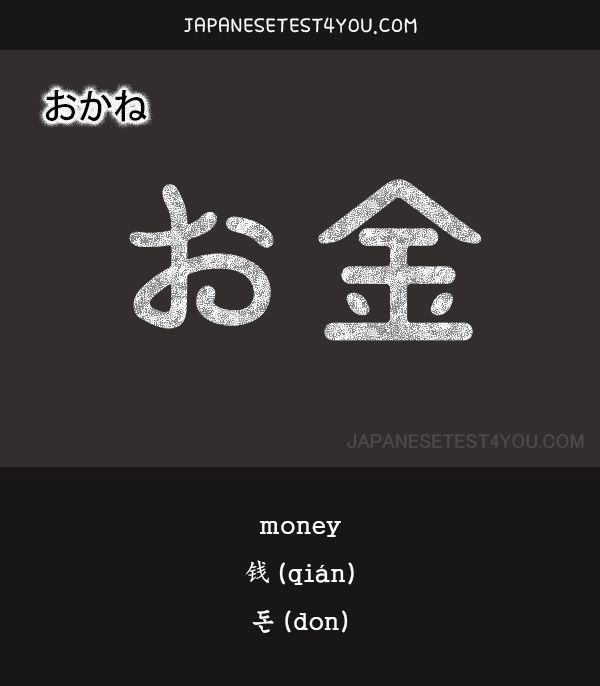 JAPANESETEST4YOU.COM
おかね
お金
JAPANESETEST4YOU.COM
money
钱 (qián)
돈 (don)